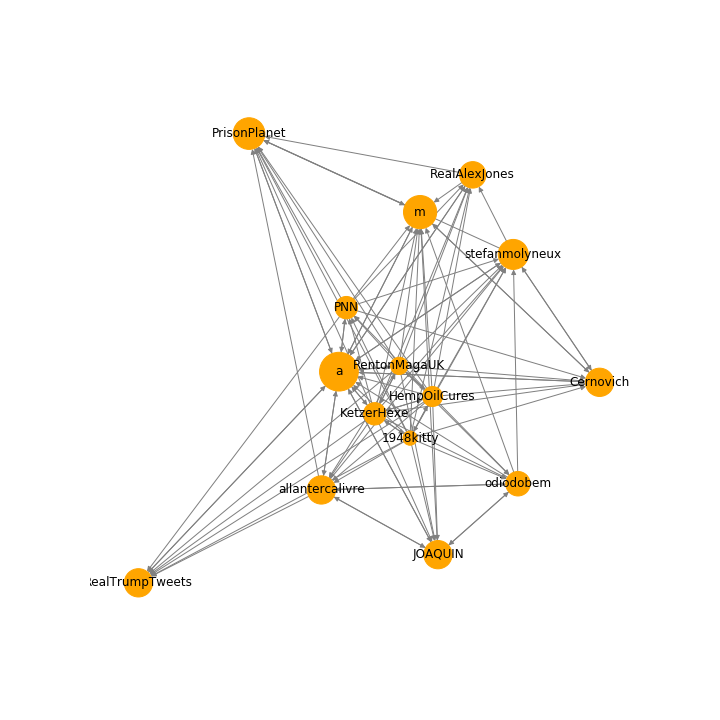 PrisonPlanet
RealAlexJones
m
stefanmolyneux
PNN
RentonMagaUK
a
Cernovich
HempOilCures
KetzerHexe
1948kitty
odiodobem
allantercalivre
JOAQUIN
ealTrumpTweets